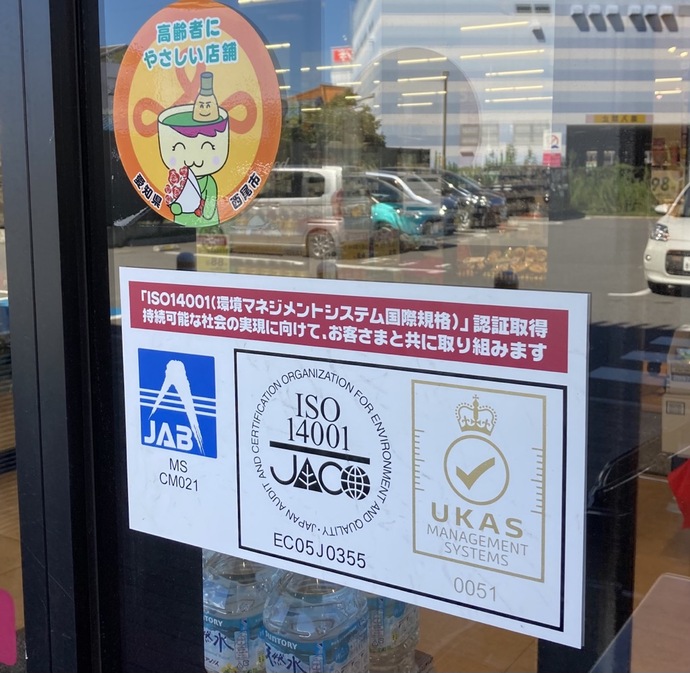 高齢者に
やさしい店舗
愛知県
西尾市
「ISO14001(環境マネジメントシステム国際規格)」認証取得
持続可能な社会の実現に向けて、お客さまと共に取り組みます
JAB
MS
CM021
JAPAN AUDIT AND CERTIFICATION ORGANIZATION FOR ENVIRONMENT AND QUALITY・
ISO
14001
JACO
EC05J0355
UKAS
MANAGEMENT
SYSTEMS
0051
SUNTORY
天然水